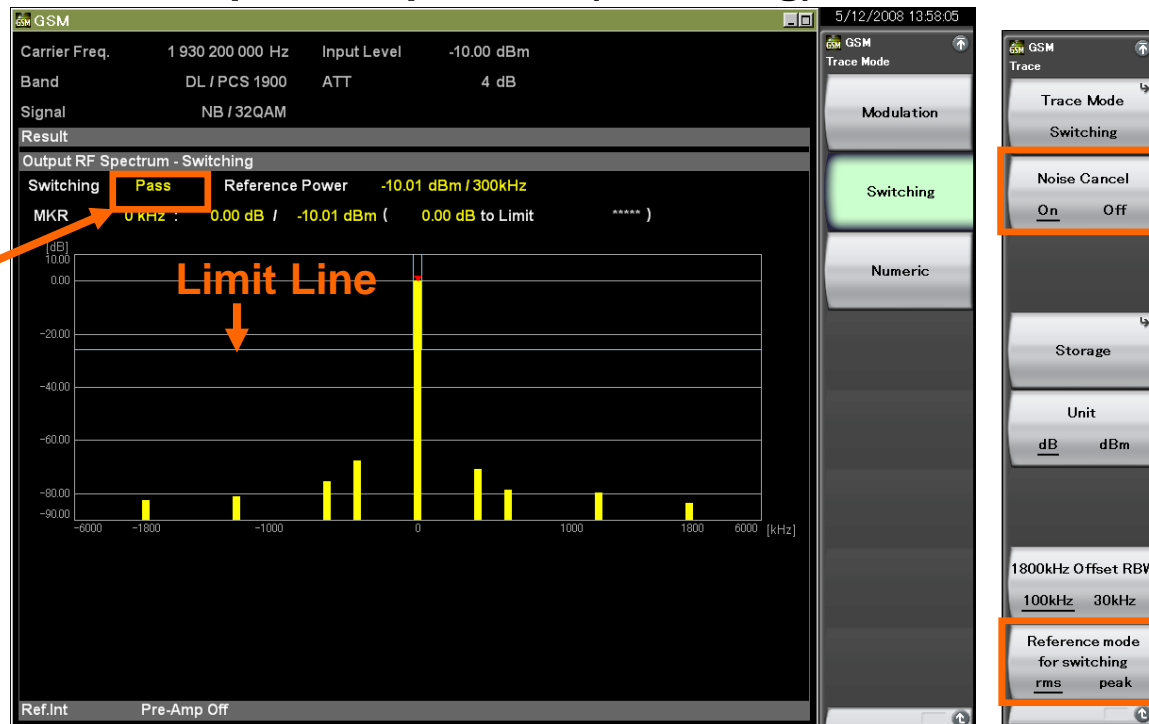 GSM
5/12/2008 13:58:05
Carrier Freq. 1 930 200 000 Hz Input Level -10.00 dBm
Band DL / PCS 1900 ATT 4 dB
Signal NB / 32QAM
Result
Output RF Spectrum - Switching
Switching Pass Reference Power -10.01 dBm / 300kHz
MKR 0 kHz : 0.00 dB / -10.01 dBm ( 0.00 dB to Limit ***** )
[dB]
10.00
0.00
-20.00
-40.00
-60.00
-80.00
-90.00
Limit Line
-6000 -1800 -1000 0 1000 1800 6000 [kHz]
Ref.Int Pre-Amp Off
GSM
Trace Mode
Modulation
Switching
Numeric
GSM
Trace
Trace Mode
Switching
Noise Cancel
On Off
Storage
Unit
dB dBm
1800kHz Offset RBW
100kHz 30kHz
Reference mode
for switching
rms peak